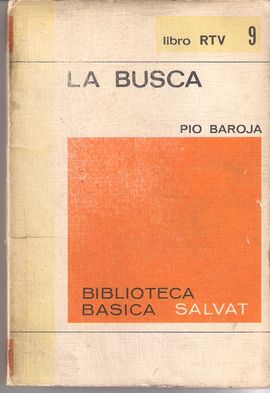 libro RTV 9
LA BUSCA
PIO BAROJA
BIBLIOTECA
BASICA SALVAT